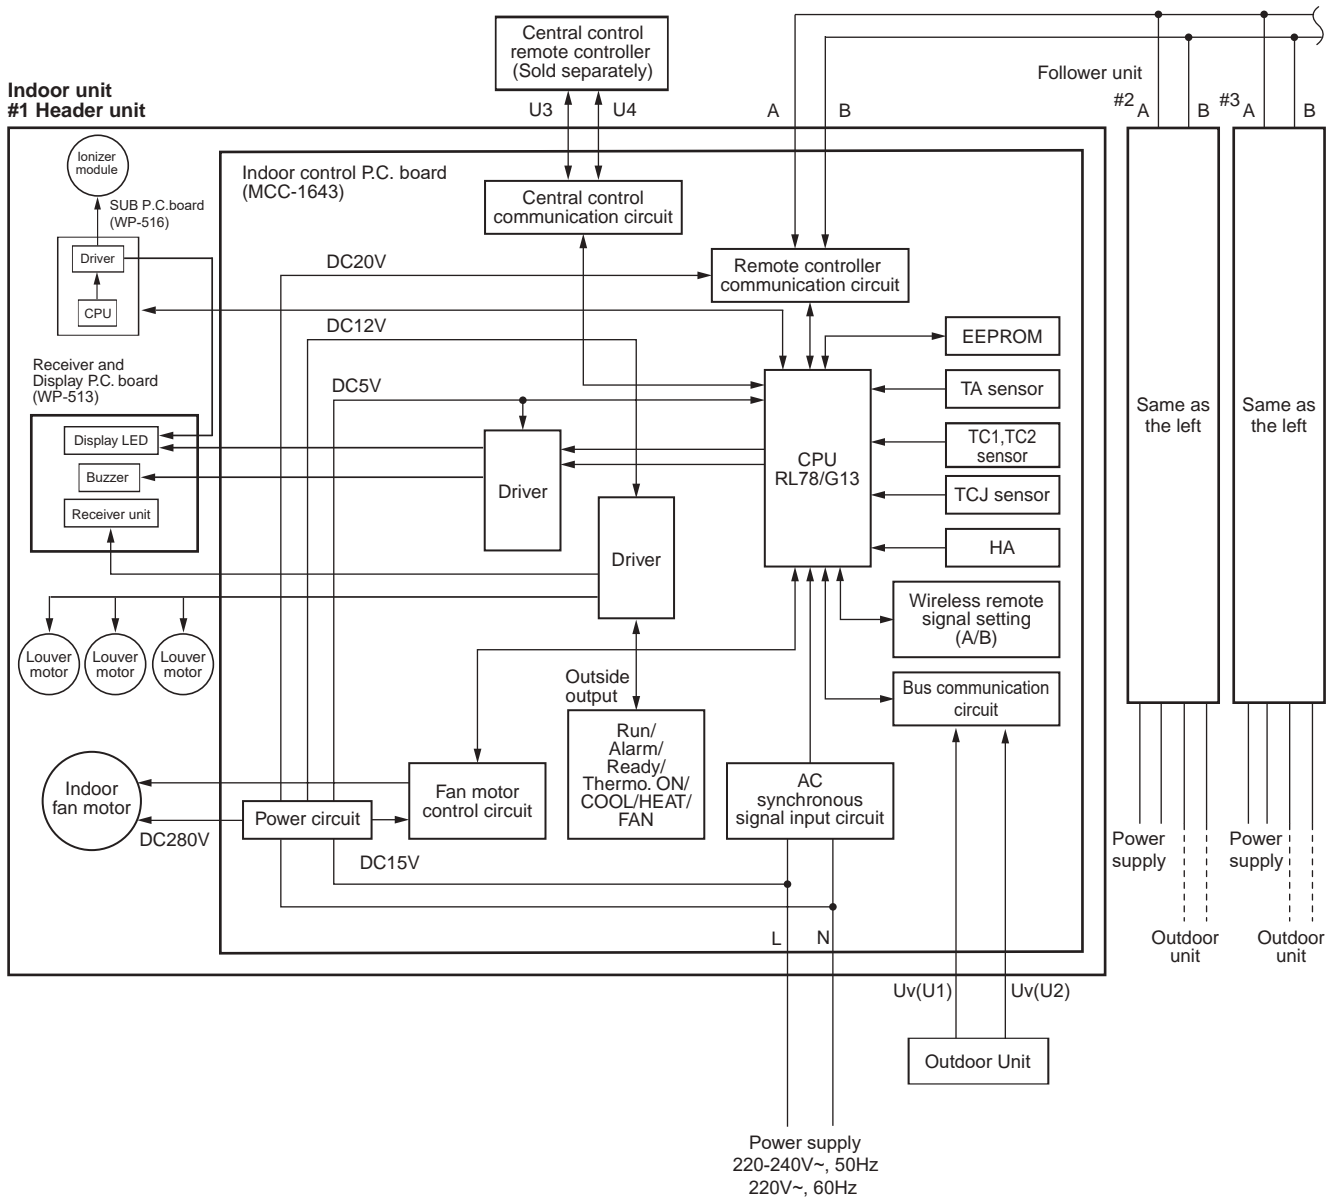 Central control
remote controller
(Sold separately)
U3
U4
A
B
Follower unit
#2
A
B
#3
A
B
Indoor unit
#1 Header unit
Ionizer
module
SUB P.C.board
(WP-516)
Driver
CPU
Indoor control P.C. board
(MCC-1643)
Central control
communication circuit
DC20V
Remote controller
communication circuit
DC12V
DC5V
Receiver and
Display P.C. board
(WP-513)
Display LED
Buzzer
Receiver unit
Driver
Driver
CPU
RL78/G13
EEPROM
TA sensor
TC1,TC2
sensor
TCJ sensor
HA
Wireless remote
signal setting
(A/B)
Bus communication
circuit
Same as
the left
Same as
the left
Louver
motor
Louver
motor
Louver
motor
Outside
output
Run/
Alarm/
Ready/
Thermo. ON/
COOL/HEAT/
FAN
Indoor
fan motor
DC280V
Power circuit
Fan motor
control circuit
DC15V
AC
synchronous
signal input circuit
L
N
Power
supply
Outdoor
unit
Power
supply
Outdoor
unit
Uv(U1)
Uv(U2)
Outdoor Unit
Power supply
220-240V~, 50Hz
220V~, 60Hz